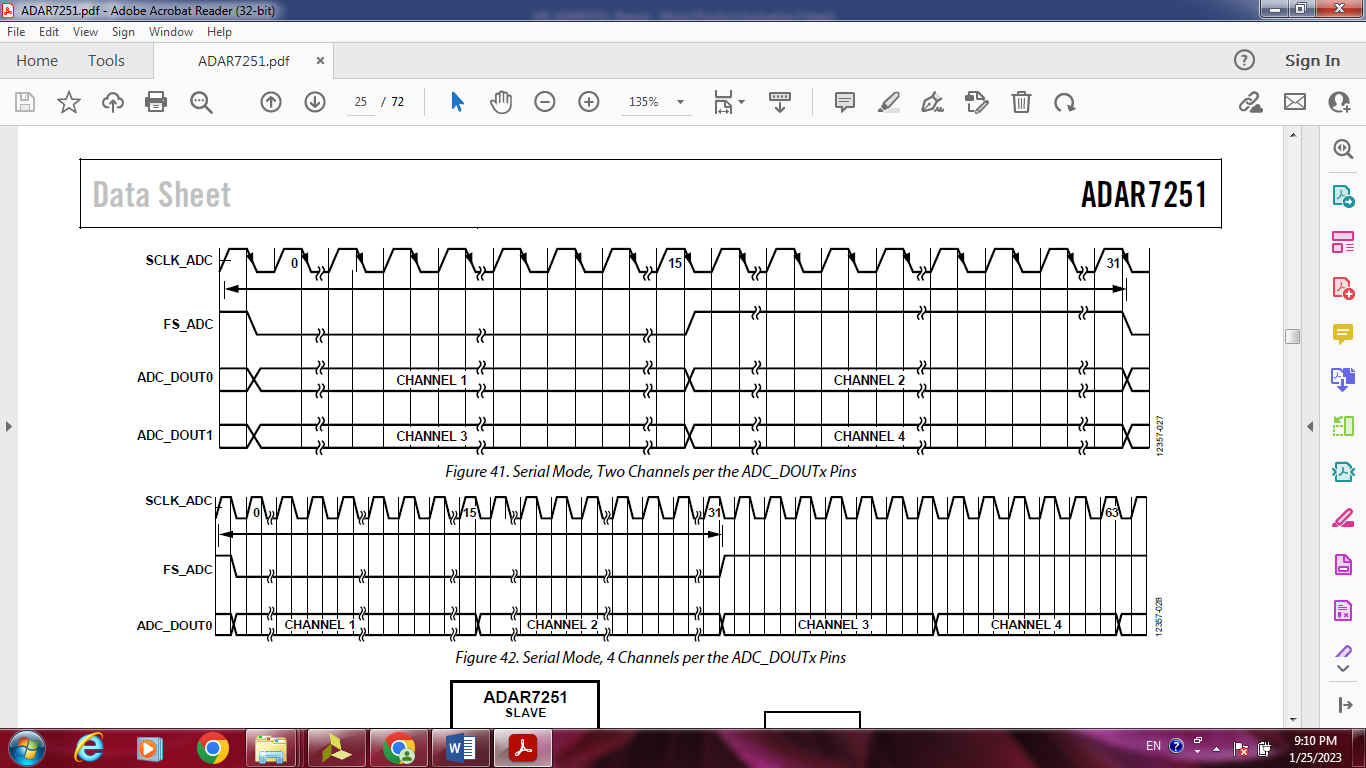 ADAR7251.pdf - Adobe Acrobat Reader (32-bit)
File Edit View Sign Window Help
Home Tools ADAR7251.pdf × ? Sign In
25 / 72 135%
Data Sheet ADAR7251
SCLK_ADC 0 15 31
FS_ADC
ADC_DOUT0 CHANNEL 1 CHANNEL 2
ADC_DOUT1 CHANNEL 3 CHANNEL 4
12357-027
Figure 41. Serial Mode, Two Channels per the ADC_DOUTx Pins
SCLK_ADC 0 15 31 63
FS_ADC
ADC_DOUT0 CHANNEL 1 CHANNEL 2 CHANNEL 3 CHANNEL 4
12357-028
Figure 42. Serial Mode, 4 Channels per the ADC_DOUTx Pins
ADAR7251
SLAVE
EN 9:10 PM
1/25/2023